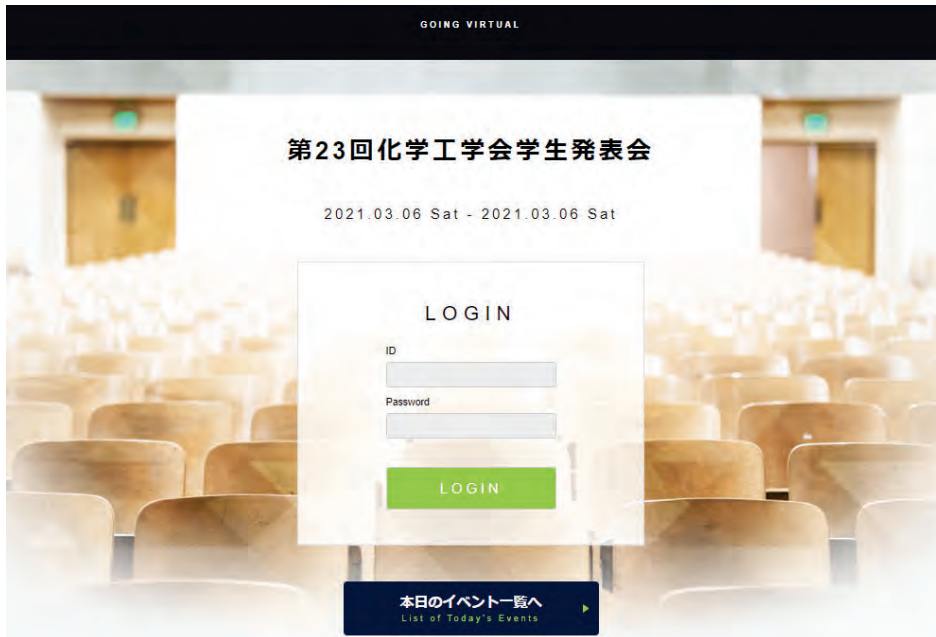 GOING VIRTUAL
第23回化学工学会学生発表会
2021.03.06 Sat - 2021.03.06 Sat
LOGIN
ID
Password
LOGIN
本日のイベント一覧へ
List of Today's Events